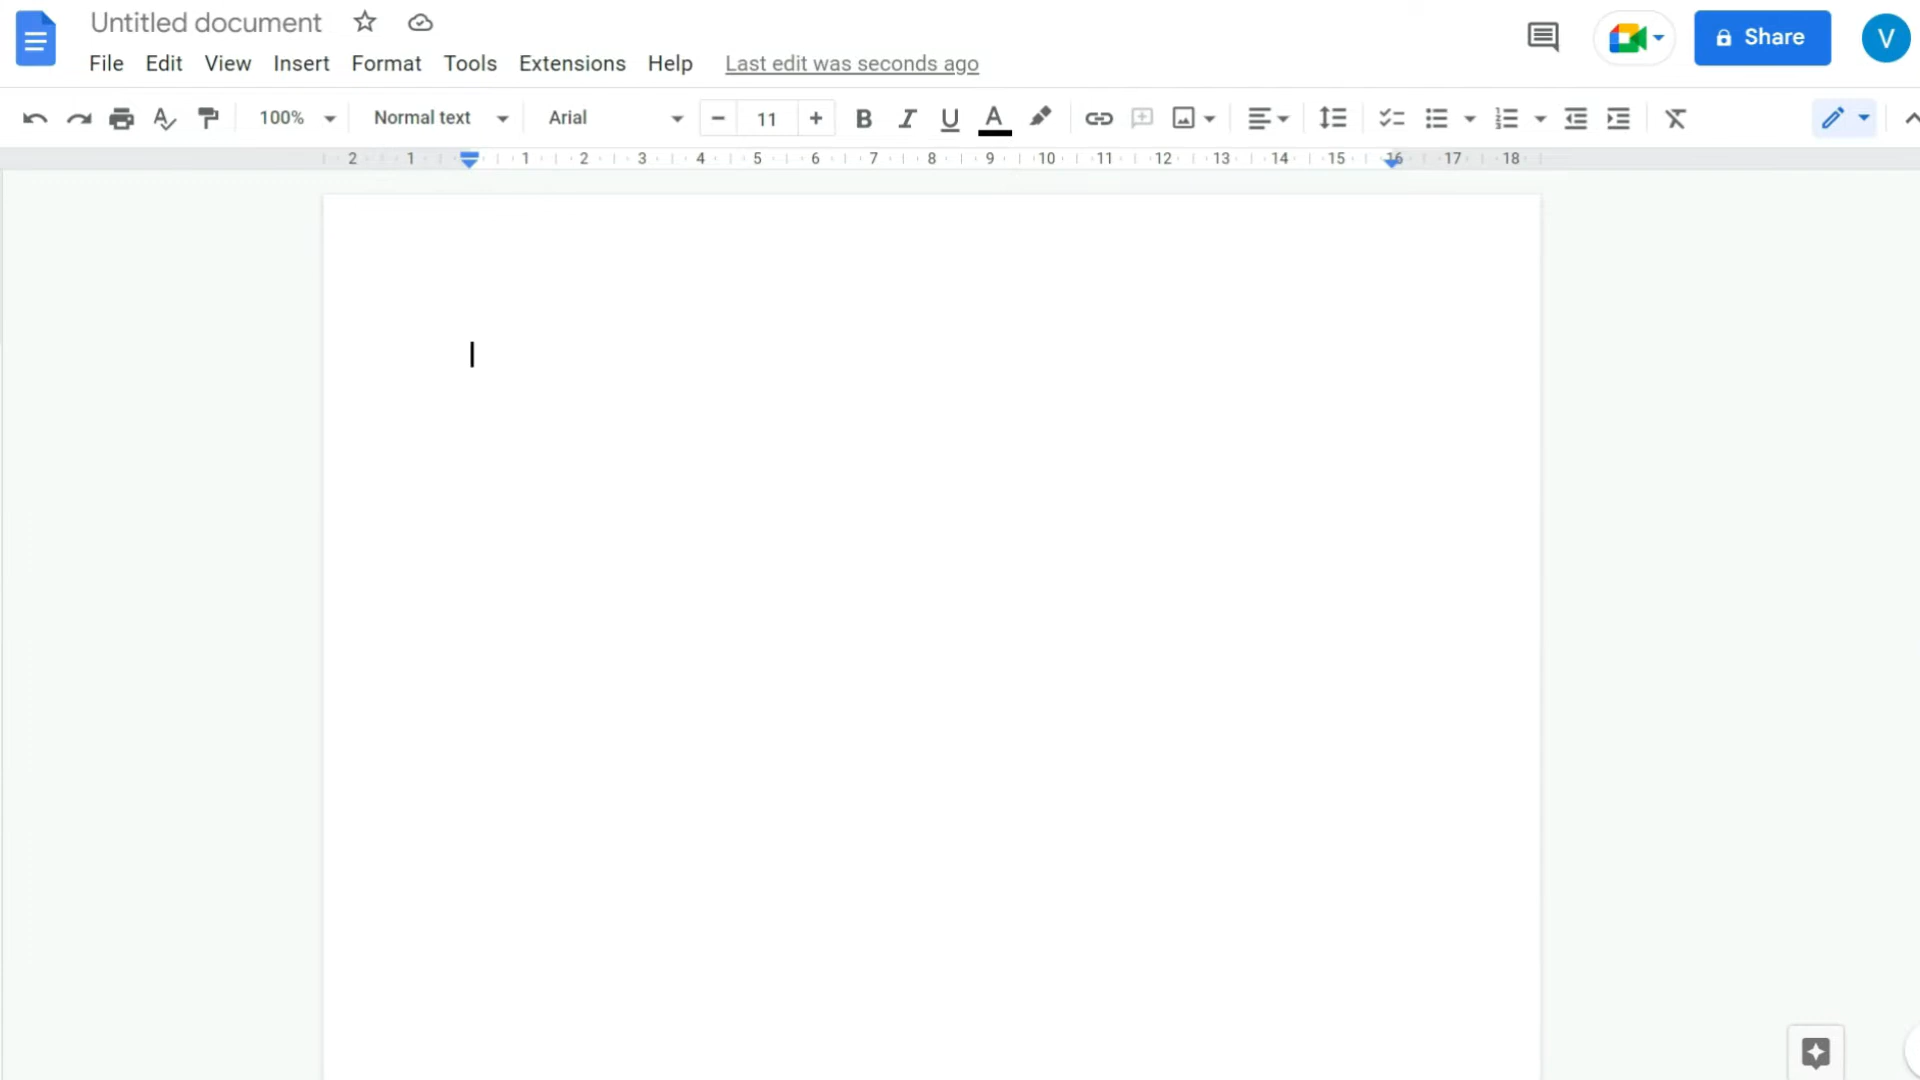 Untitled document
File Edit View Insert Format Tools Extensions Help Last edit was seconds ago
Share
V
100% Normal text Arial 11 B I U A
2 1 1 2 3 4 5 6 7 8 9 10 11 12 13 14 15 16 17 18